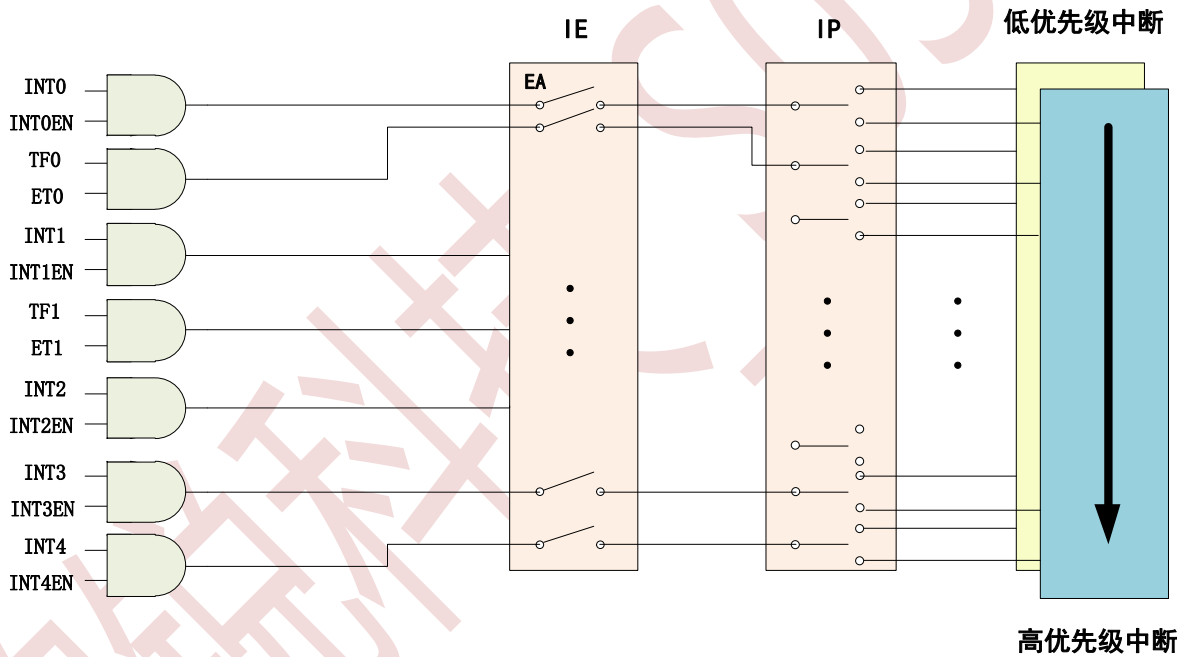 IE
IP
低优先级中断
EA
INT0
INT0EN
TF0
ET0
INT1
INT1EN
TF1
ET1
INT2
INT2EN
INT3
INT3EN
INT4
INT4EN
高优先级中断